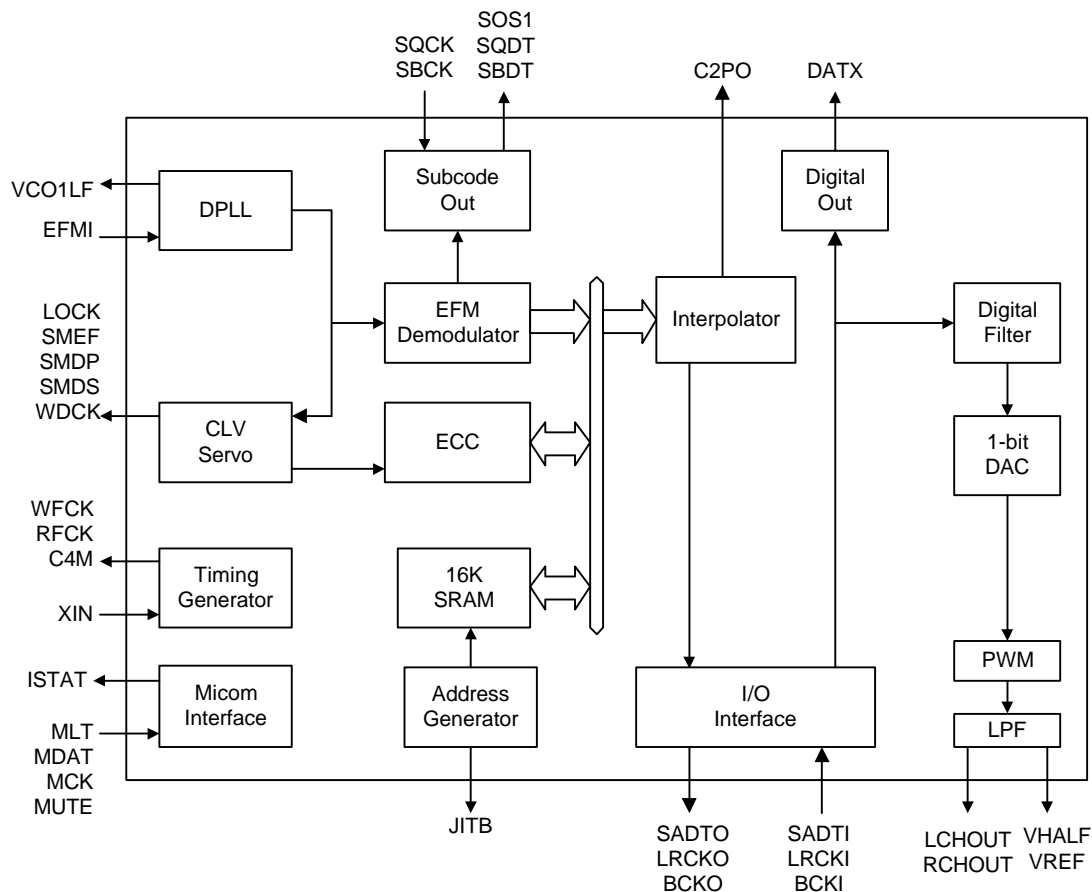 SOS1
SQCK
SQDT
SBCK
SBDT
C2PO
DATX
VCO1LF
EFMI
DPLL
Subcode
Out
Digital
Out
LOCK
SMEF
SMDP
SMDS
WDCK
EFM
Demodulator
Interpolator
Digital
Filter
CLV
Servo
ECC
1-bit
DAC
WFCK
RFCK
C4M
XIN
Timing
Generator
16K
SRAM
ISTAT
MLT
MDAT
MCK
MUTE
Micom
Interface
Address
Generator
I/O
Interface
PWM
LPF
JITB
SADTO
LRCKO
BCKO
SADTI
LRCKI
BCKI
LCHOUT
RCHOUT
VHALF
VREF